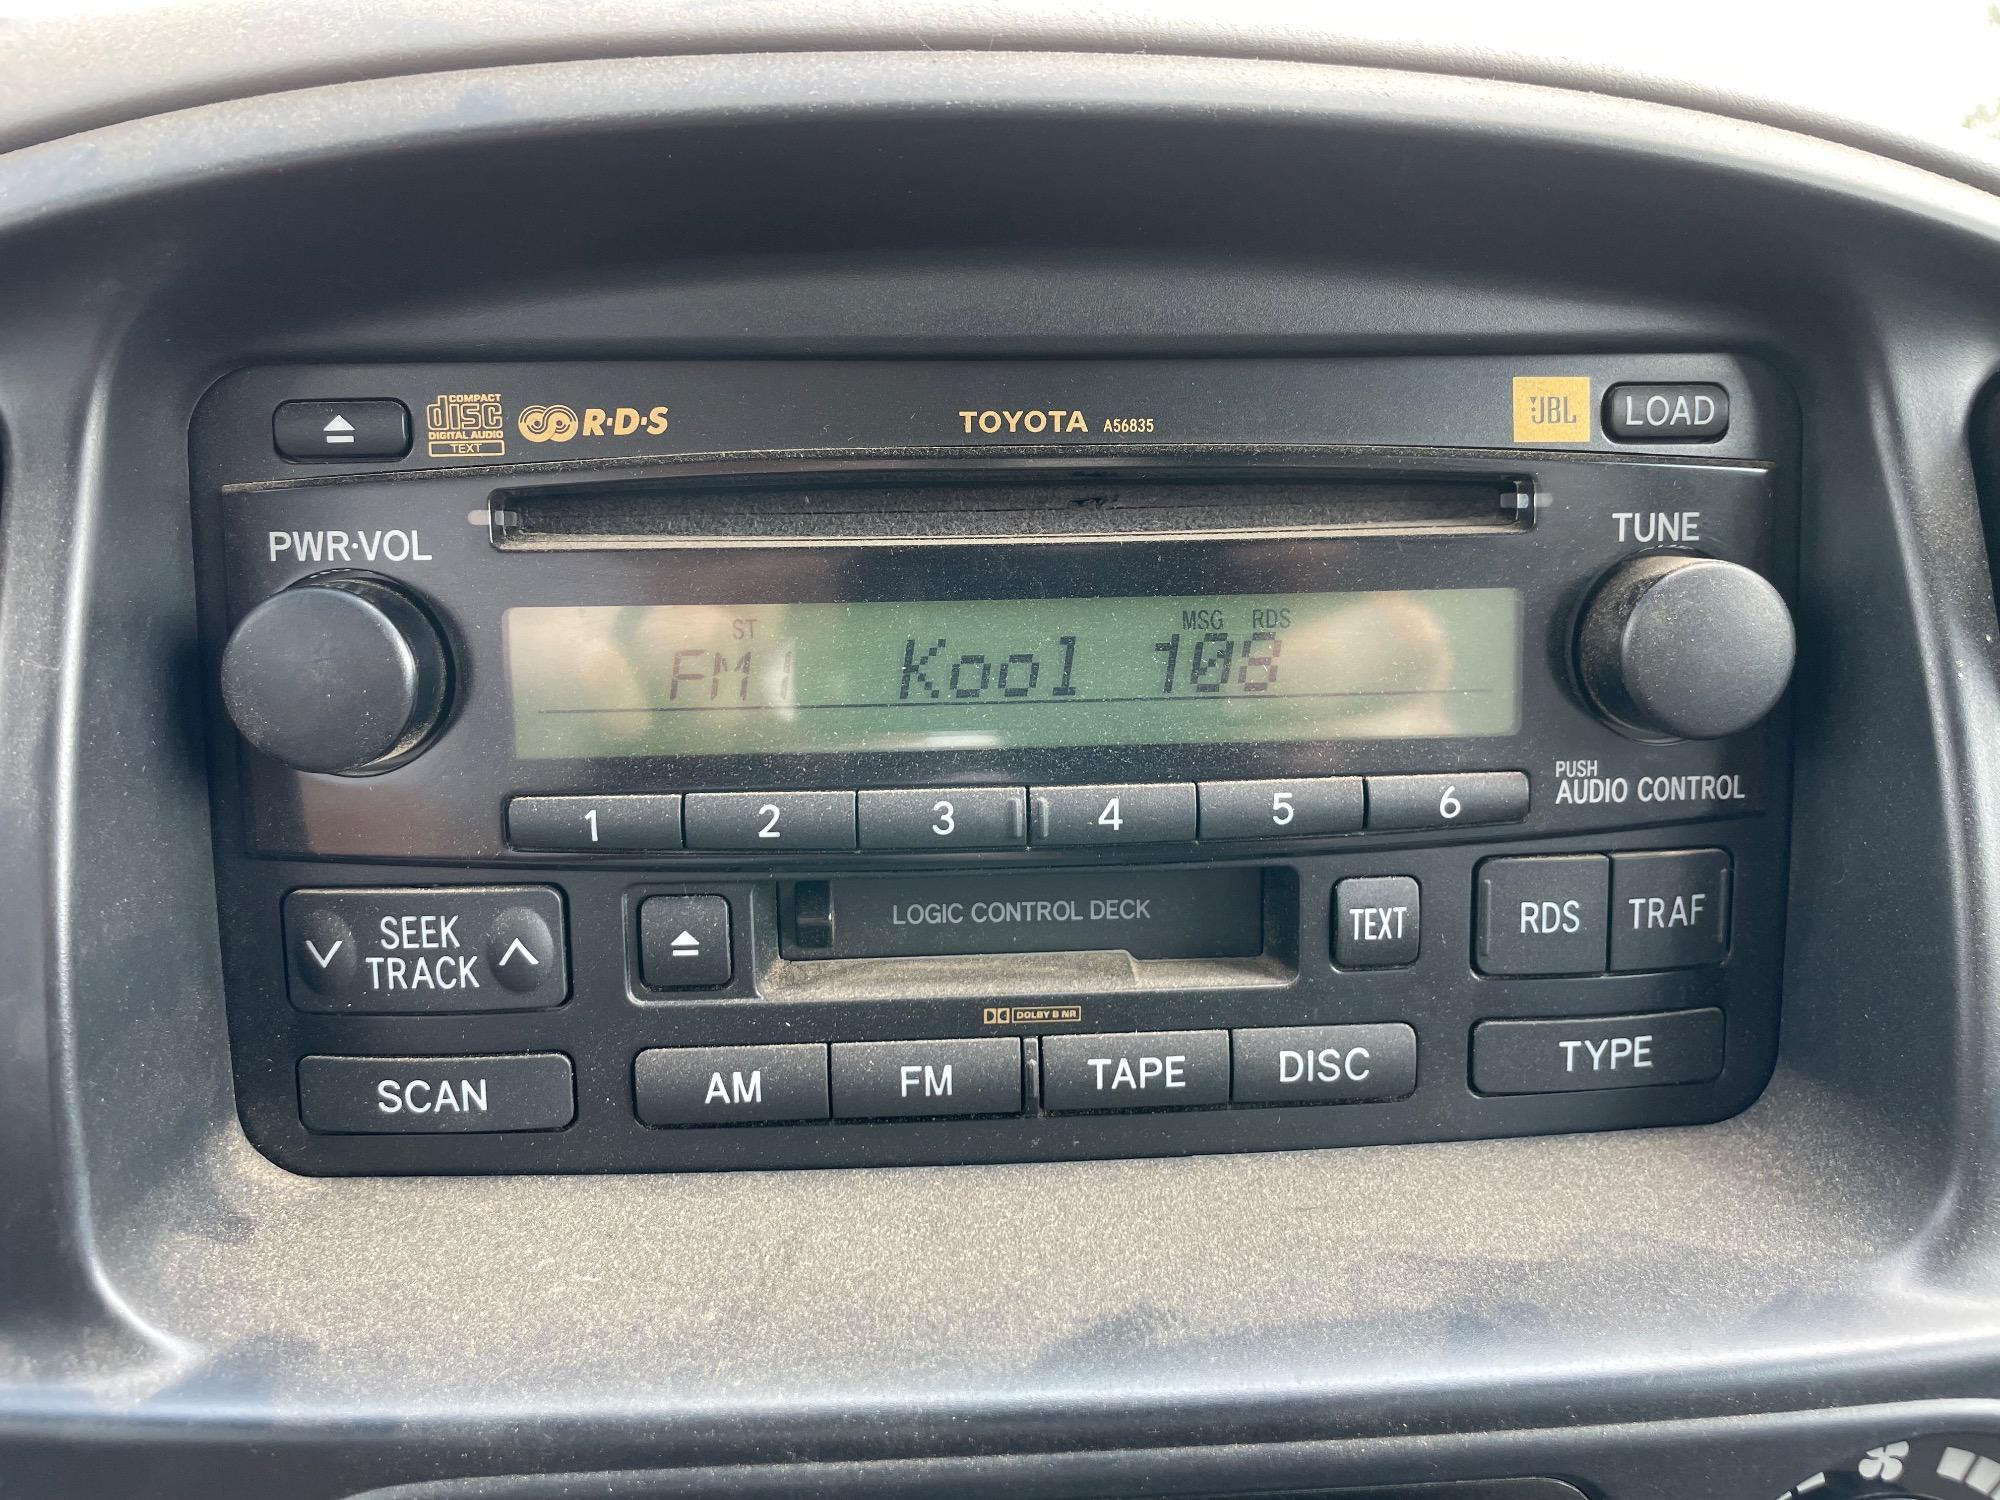 COMPACT
disc
DIGITAL AUDIO
TEXT
R·D·S
TOYOTA A56835
JBL
LOAD
PWR·VOL
TUNE
ST
MSG RDS
FM1 Kool 108
PUSH
AUDIO CONTROL
1 2 3 4 5 6
SEEK
TRACK
LOGIC CONTROL DECK
TEXT
RDS
TRAF
DOLBY B NR
SCAN
AM
FM
TAPE
DISC
TYPE